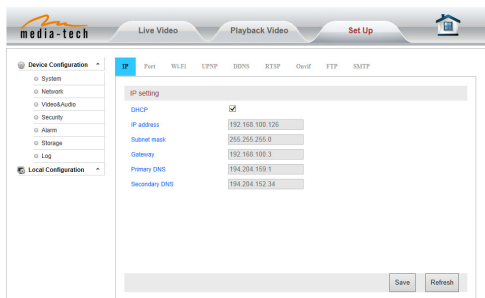 media-tech
Live Video Playback Video Set Up
Device Configuration
System
Network
Video&Audio
Security
Alarm
Storage
Log
Local Configuration
IP Port WI.FI UPNP DDNS RTSP Onvif FTP SMTP
IP setting
DHCP
IP address 192.168.100.126
Subnet mask 255.255.255.0
Gateway 192.168.100.3
Primary DNS 194.204.159.1
Secondary DNS 194.204.152.34
Save Refresh